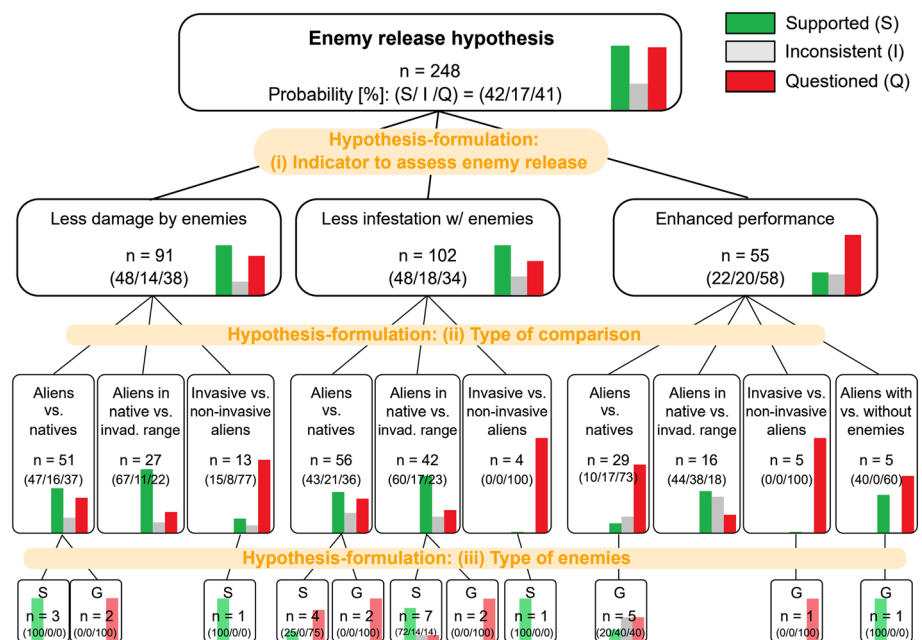 Enemy release hypothesis
n = 248
Probability [%]: (S/ I /Q) = (42/17/41)
Supported (S)
Inconsistent (I)
Questioned (Q)
Hypothesis-formulation:
(i) Indicator to assess enemy release
Less damage by enemies
n = 91
(48/14/38)
Less infestation w/ enemies
n = 102
(48/18/34)
Enhanced performance
n = 55
(22/20/58)
Hypothesis-formulation: (ii) Type of comparison
Aliens
vs.
natives
n = 51
(47/16/37)
Aliens in
native vs.
invad. range
n = 27
(67/11/22)
Invasive vs.
non-invasive
aliens
n = 13
(15/8/77)
Aliens
vs.
natives
n = 56
(43/21/36)
Aliens in
native vs.
invad. range
n = 42
(60/17/23)
Invasive vs.
non-invasive
aliens
n = 4
(0/0/100)
Aliens
vs.
natives
n = 29
(10/17/73)
Aliens in
native vs.
invad. range
n = 16
(44/38/18)
Invasive vs.
non-invasive
aliens
n = 5
(0/0/100)
Aliens with
vs. without
enemies
n = 5
(40/0/60)
Hypothesis-formulation: (iii) Type of enemies
S
n = 3
(100/0/0)
G
n = 2
(0/0/100)
S
n = 1
(100/0/0)
S
n = 4
(25/0/75)
G
n = 2
(0/0/100)
S
n = 7
(72/14/14)
G
n = 2
(0/0/100)
S
n = 1
(100/0/0)
G
n = 5
(20/40/40)
G
n = 1
(0/0/100)
G
n = 1
(100/0/0)